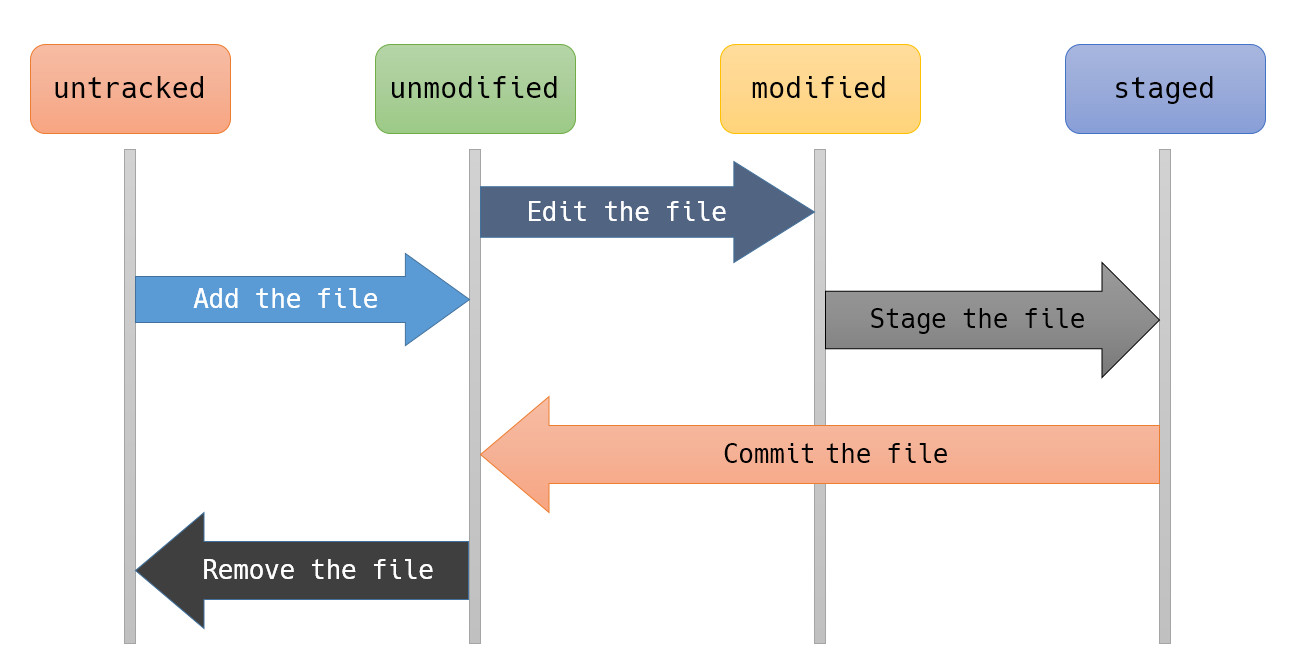 untracked
unmodified
modified
staged
Edit the file
Add the file
Stage the file
Commit the file
Remove the file